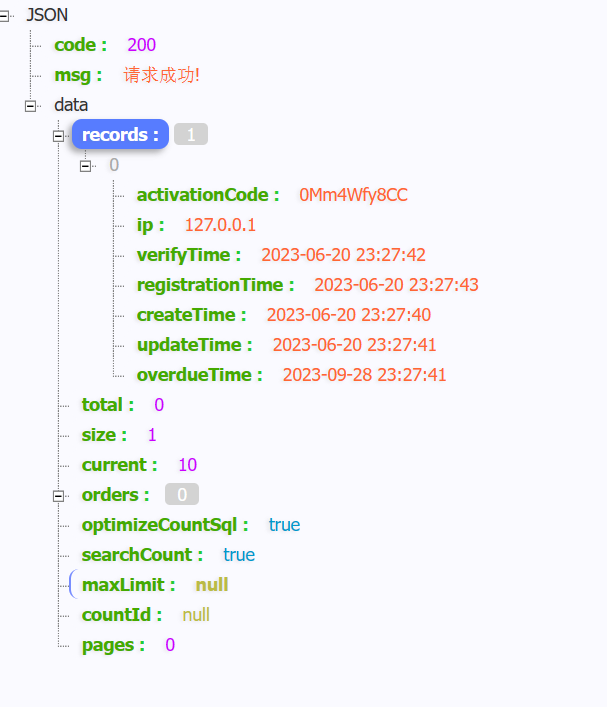 JSON
code : 200
msg : 请求成功!
data
records : 1
0
activationCode : 0Mm4Wfy8CC
ip : 127.0.0.1
verifyTime : 2023-06-20 23:27:42
registrationTime : 2023-06-20 23:27:43
createTime : 2023-06-20 23:27:40
updateTime : 2023-06-20 23:27:41
overdueTime : 2023-09-28 23:27:41
total : 0
size : 1
current : 10
orders : 0
optimizeCountSql : true
searchCount : true
maxLimit : null
countId : null
pages : 0